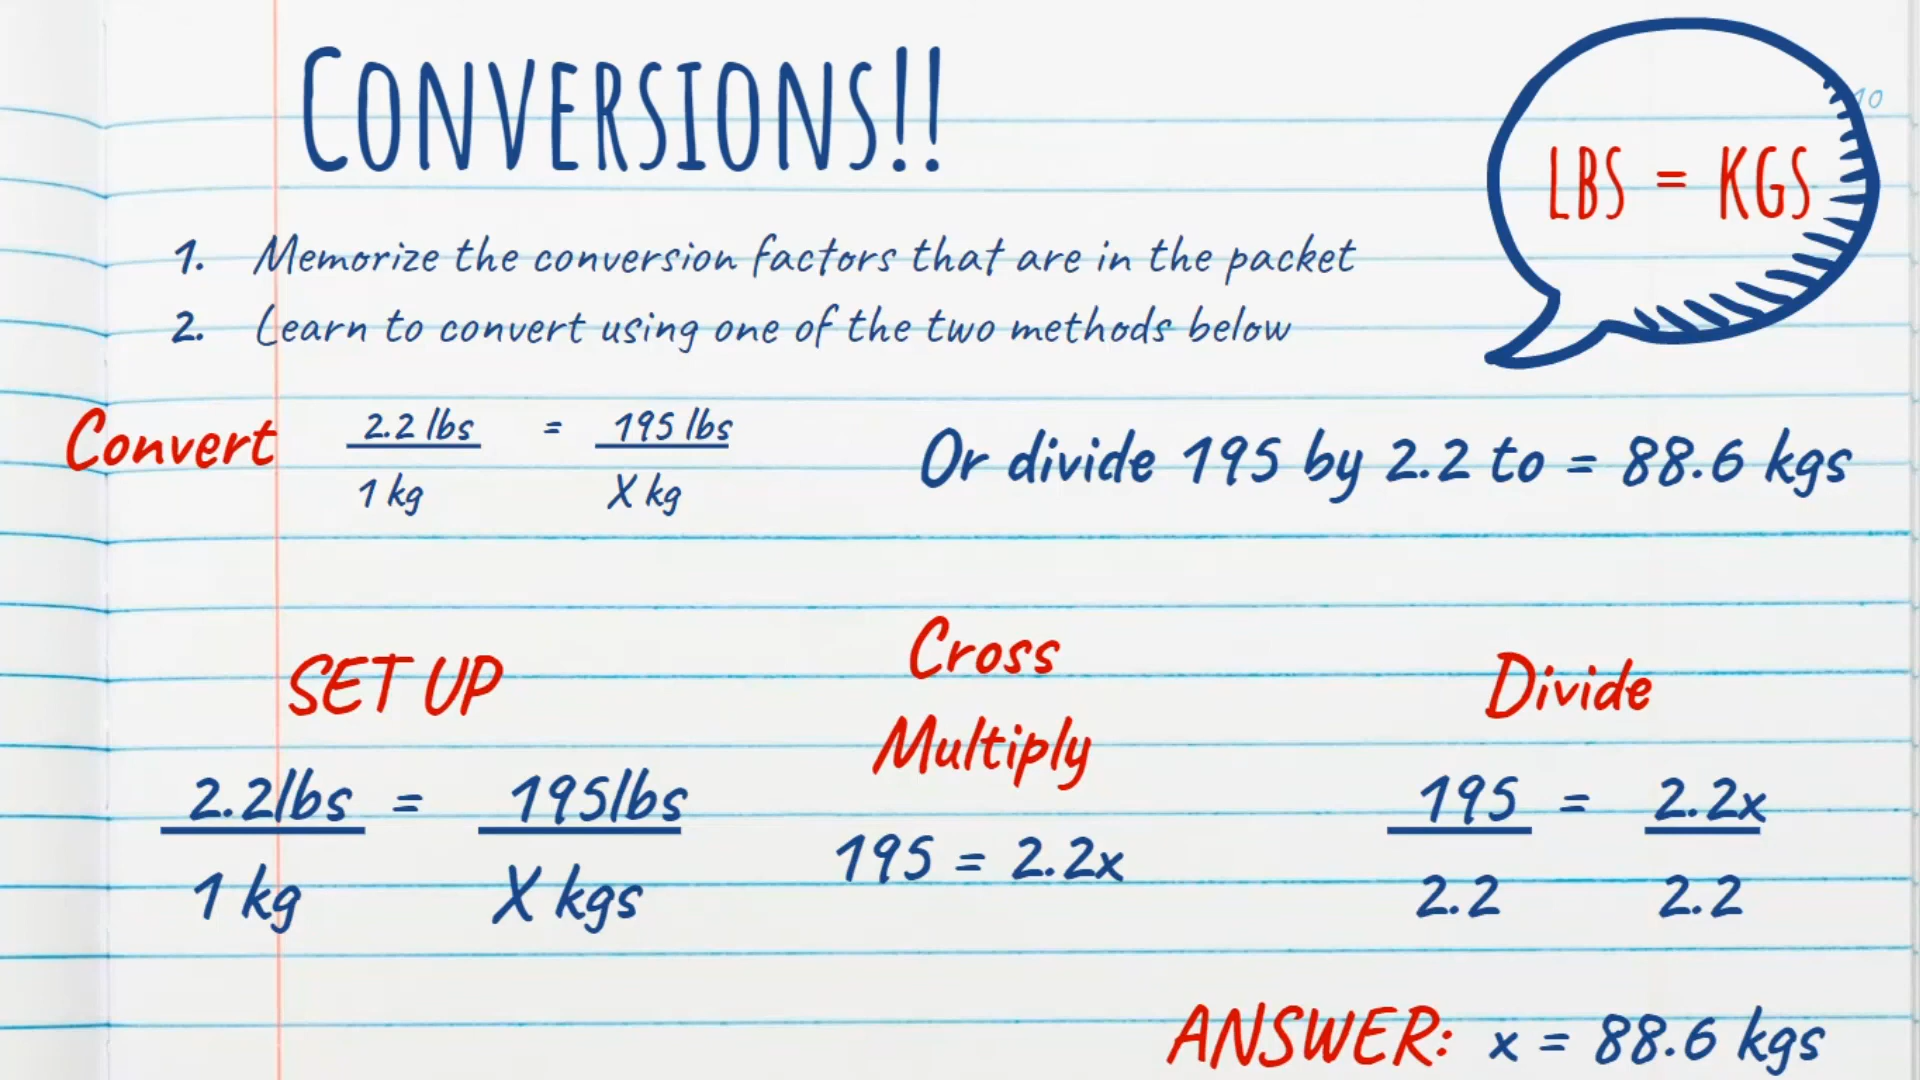 CONVERSIONS!!
10
LBS = KGS
1. Memorize the conversion factors that are in the packet
2. Learn to convert using one of the two methods below
Convert
2.2 lbs = 195 lbs
1 kg X kg
Or divide 195 by 2.2 to = 88.6 kgs
SET UP
2.2lbs = 195lbs
1 kg X kgs
Cross
Multiply
195 = 2.2x
Divide
195 = 2.2x
2.2 2.2
ANSWER: x = 88.6 kgs